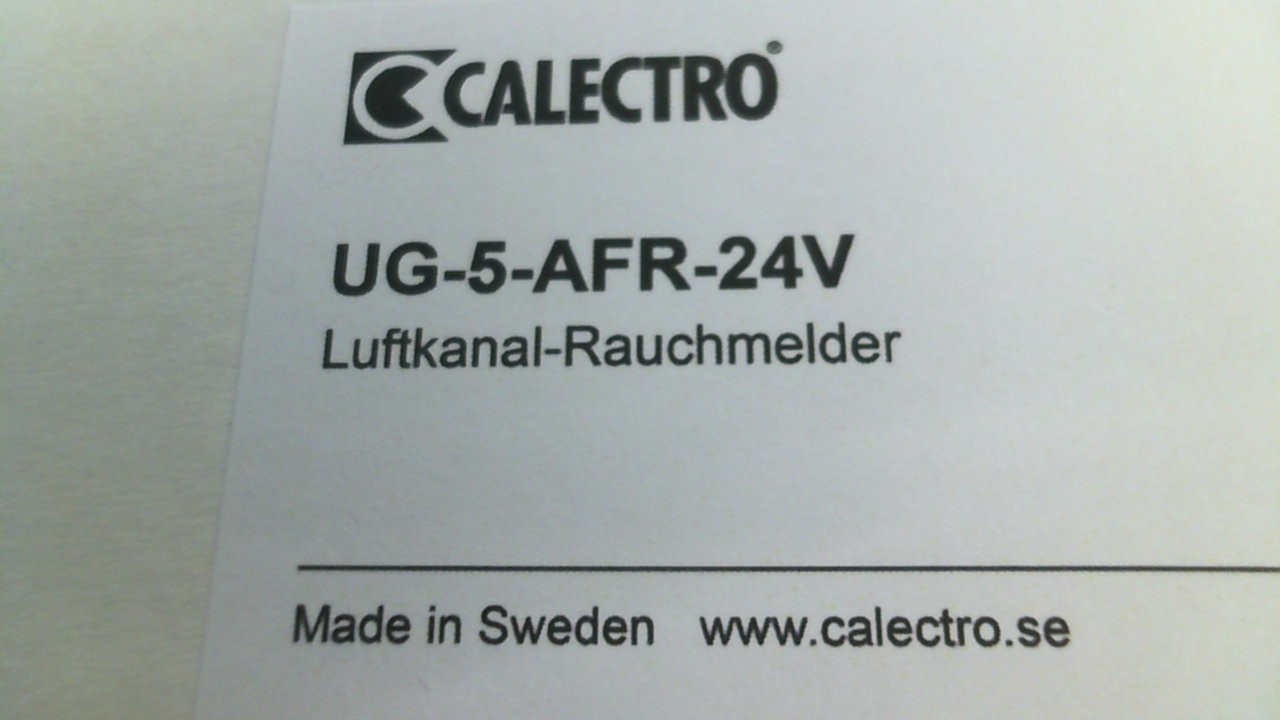 CALECTRO®
UG-5-AFR-24V
Luftkanal-Rauchmelder
Made in Sweden www.calectro.se